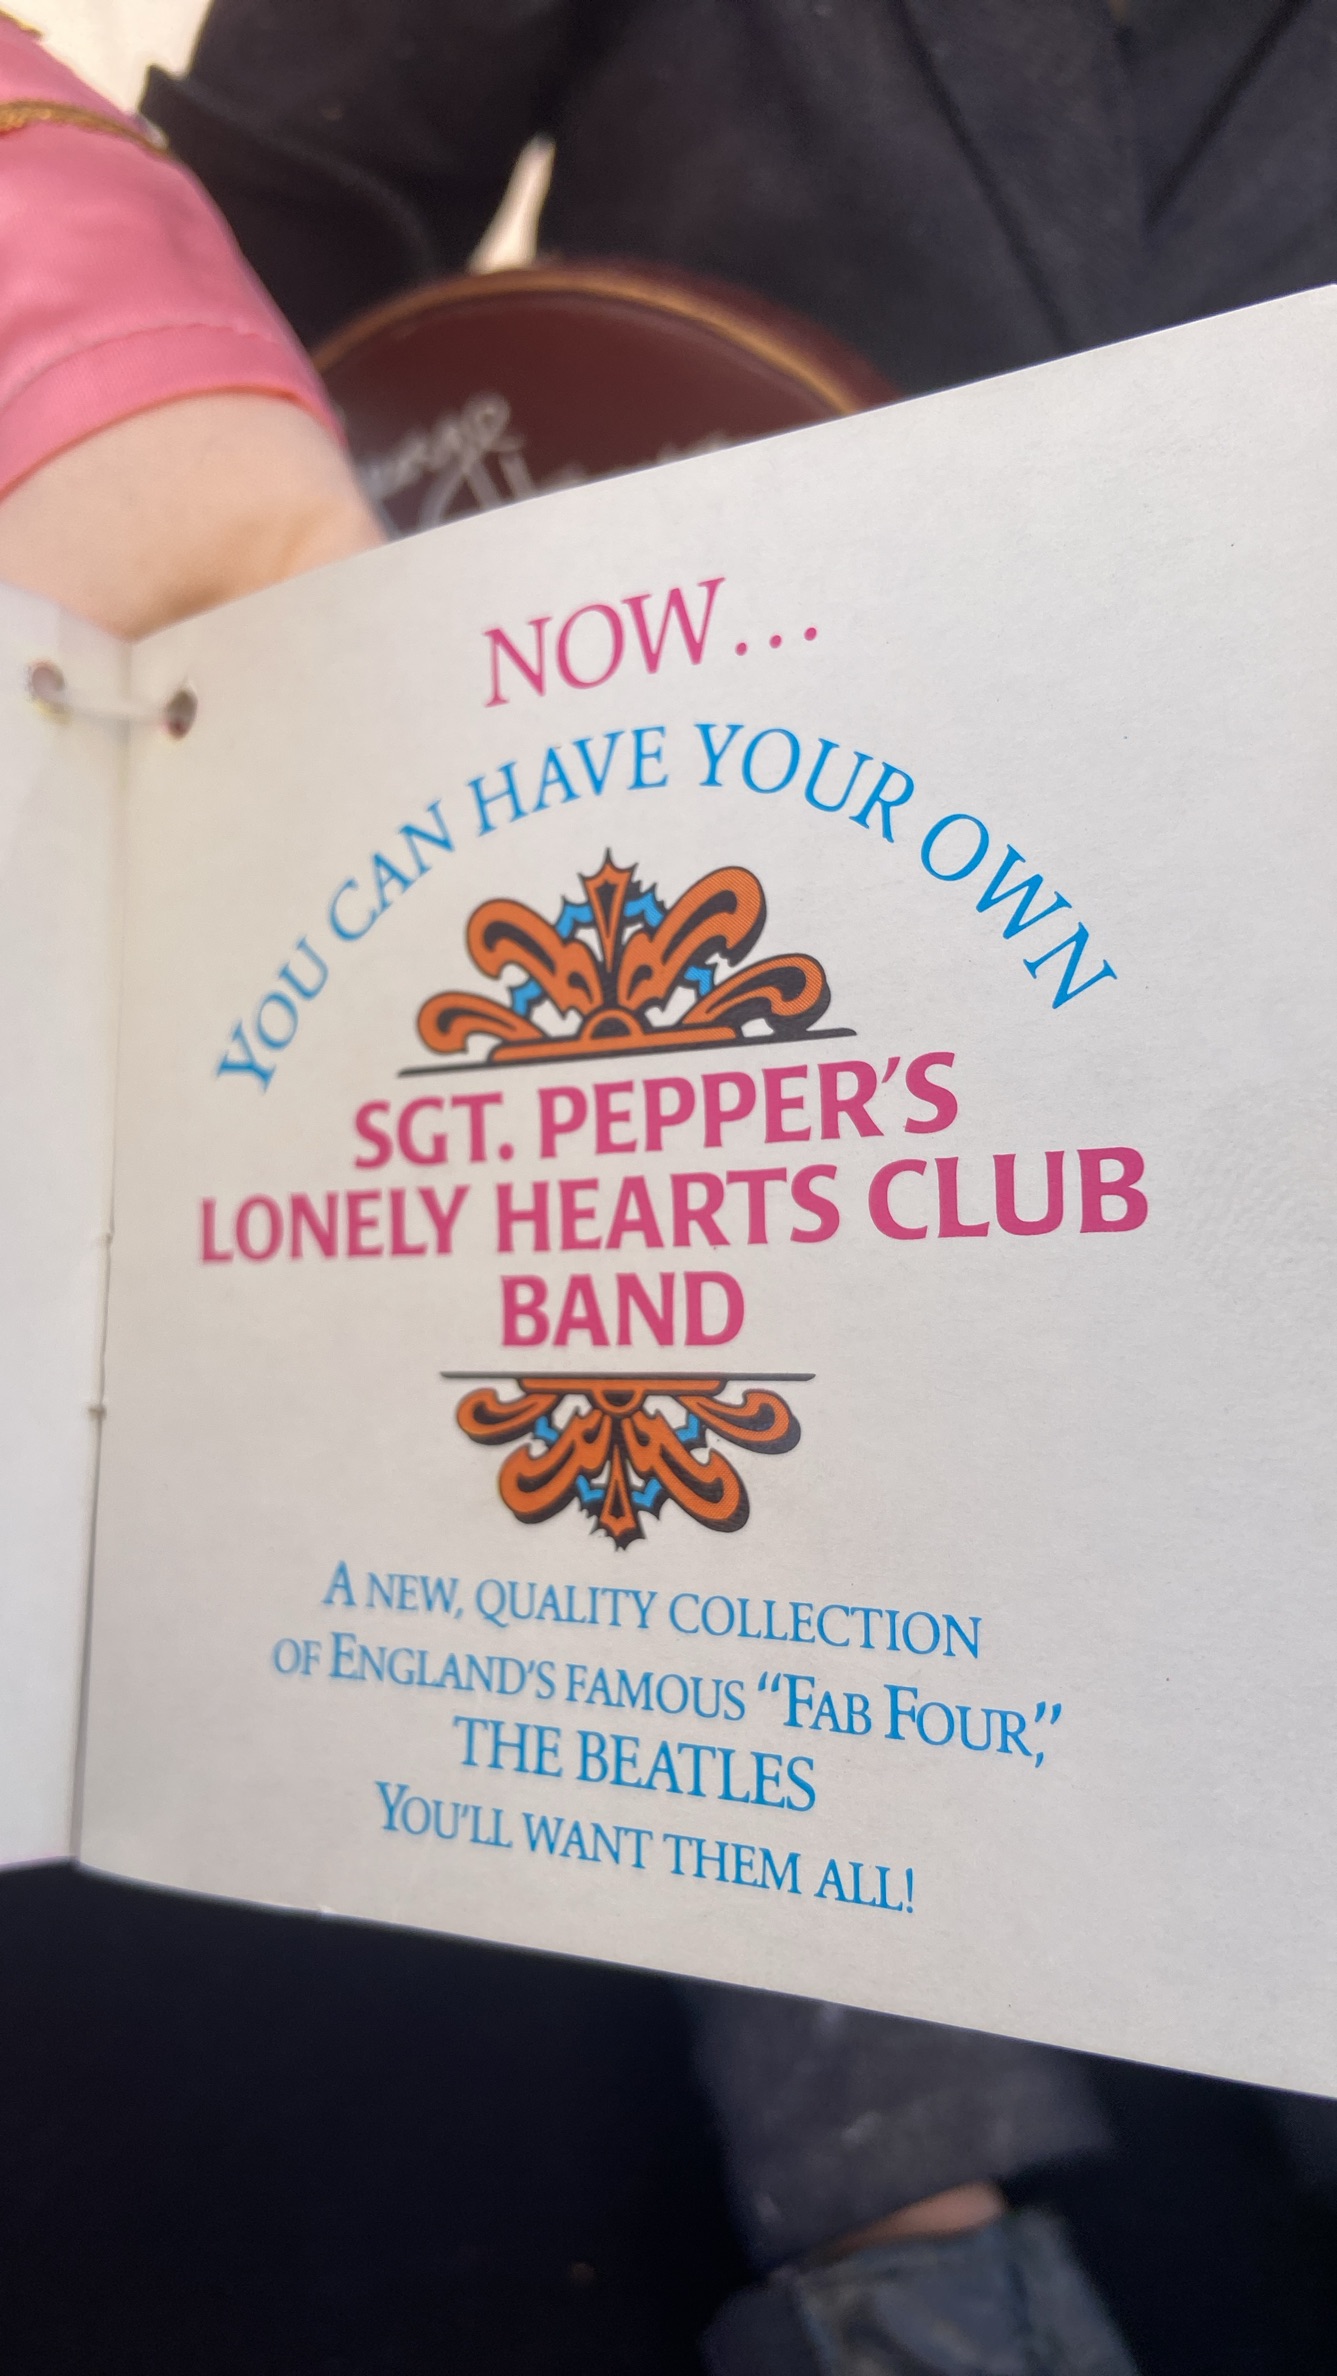 NOW...
YOU CAN HAVE YOUR OWN
SGT. PEPPER'S
LONELY HEARTS CLUB
BAND
A NEW, QUALITY COLLECTION
OF ENGLAND'S FAMOUS “FAB FOUR,”
THE BEATLES
YOU'LL WANT THEM ALL!